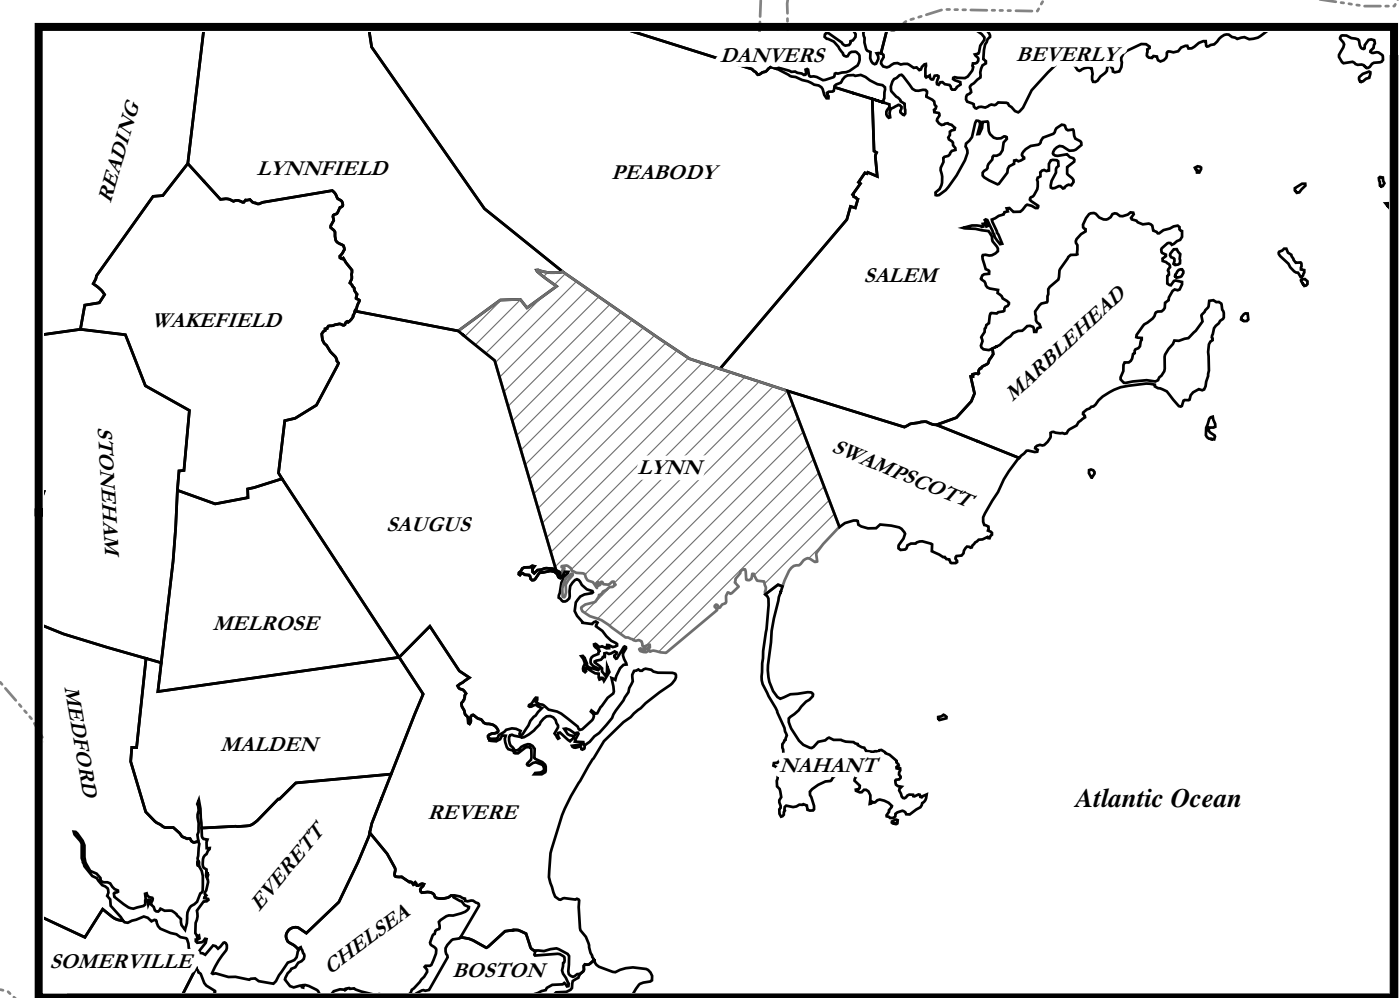 DANVERS
BEVERLY
READING
LYNNFIELD
PEABODY
SALEM
WAKEFIELD
MARBLEHEAD
STONEHAM
LYNN
SWAMPSCOTT
SAUGUS
MELROSE
MEDFORD
MALDEN
NAHANT
Atlantic Ocean
REVERE
EVERETT
CHELSEA
SOMERVILLE
BOSTON